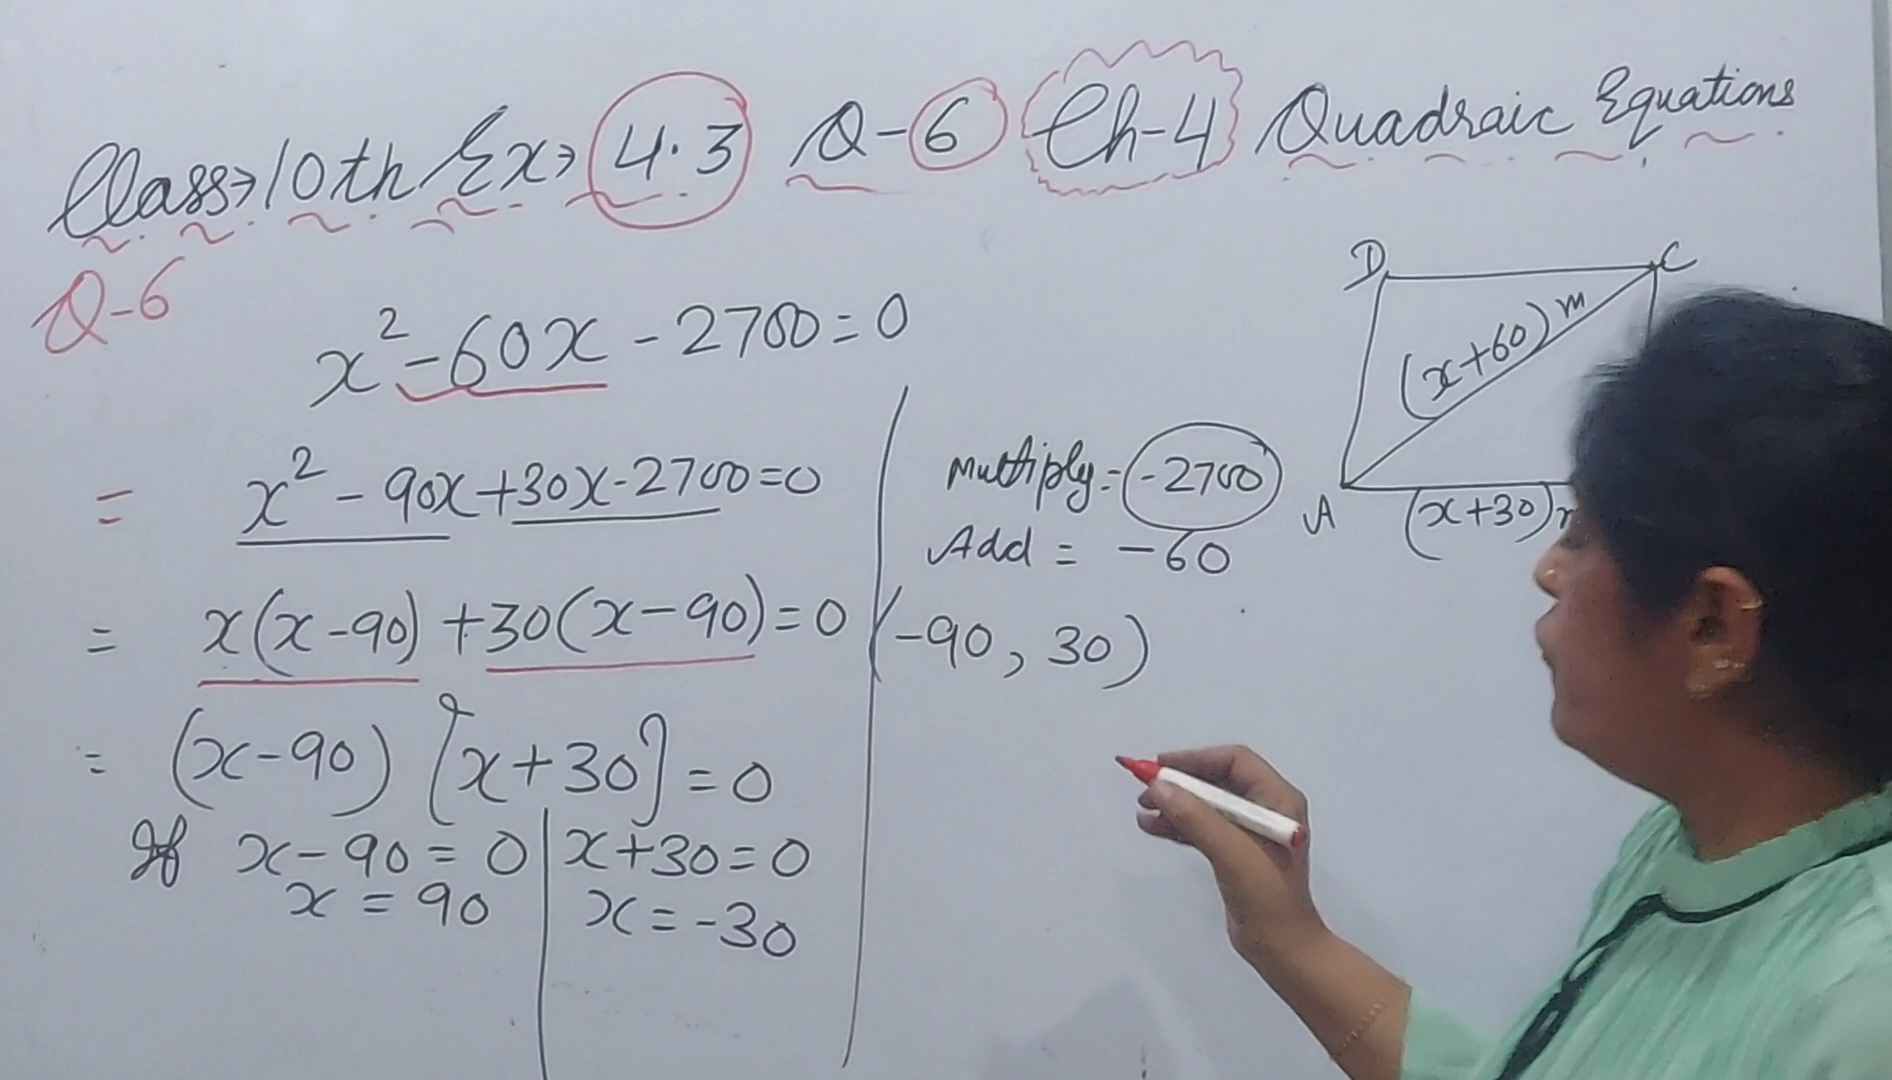 Class→10th Ex→ 4.3 Q-6 Ch-4 Quadraic Equations
Q-6
x²-60x-2700=0
= x²-90x+30x-2700=0
= x(x-90)+30(x-90)=0
= (x-90) [x+30]=0
If x-90=0 | x+30=0
x=90 | x=-30
Multiply=-2700
Add = -60
(-90, 30)
D C
(x+60)m
A
(x+30)